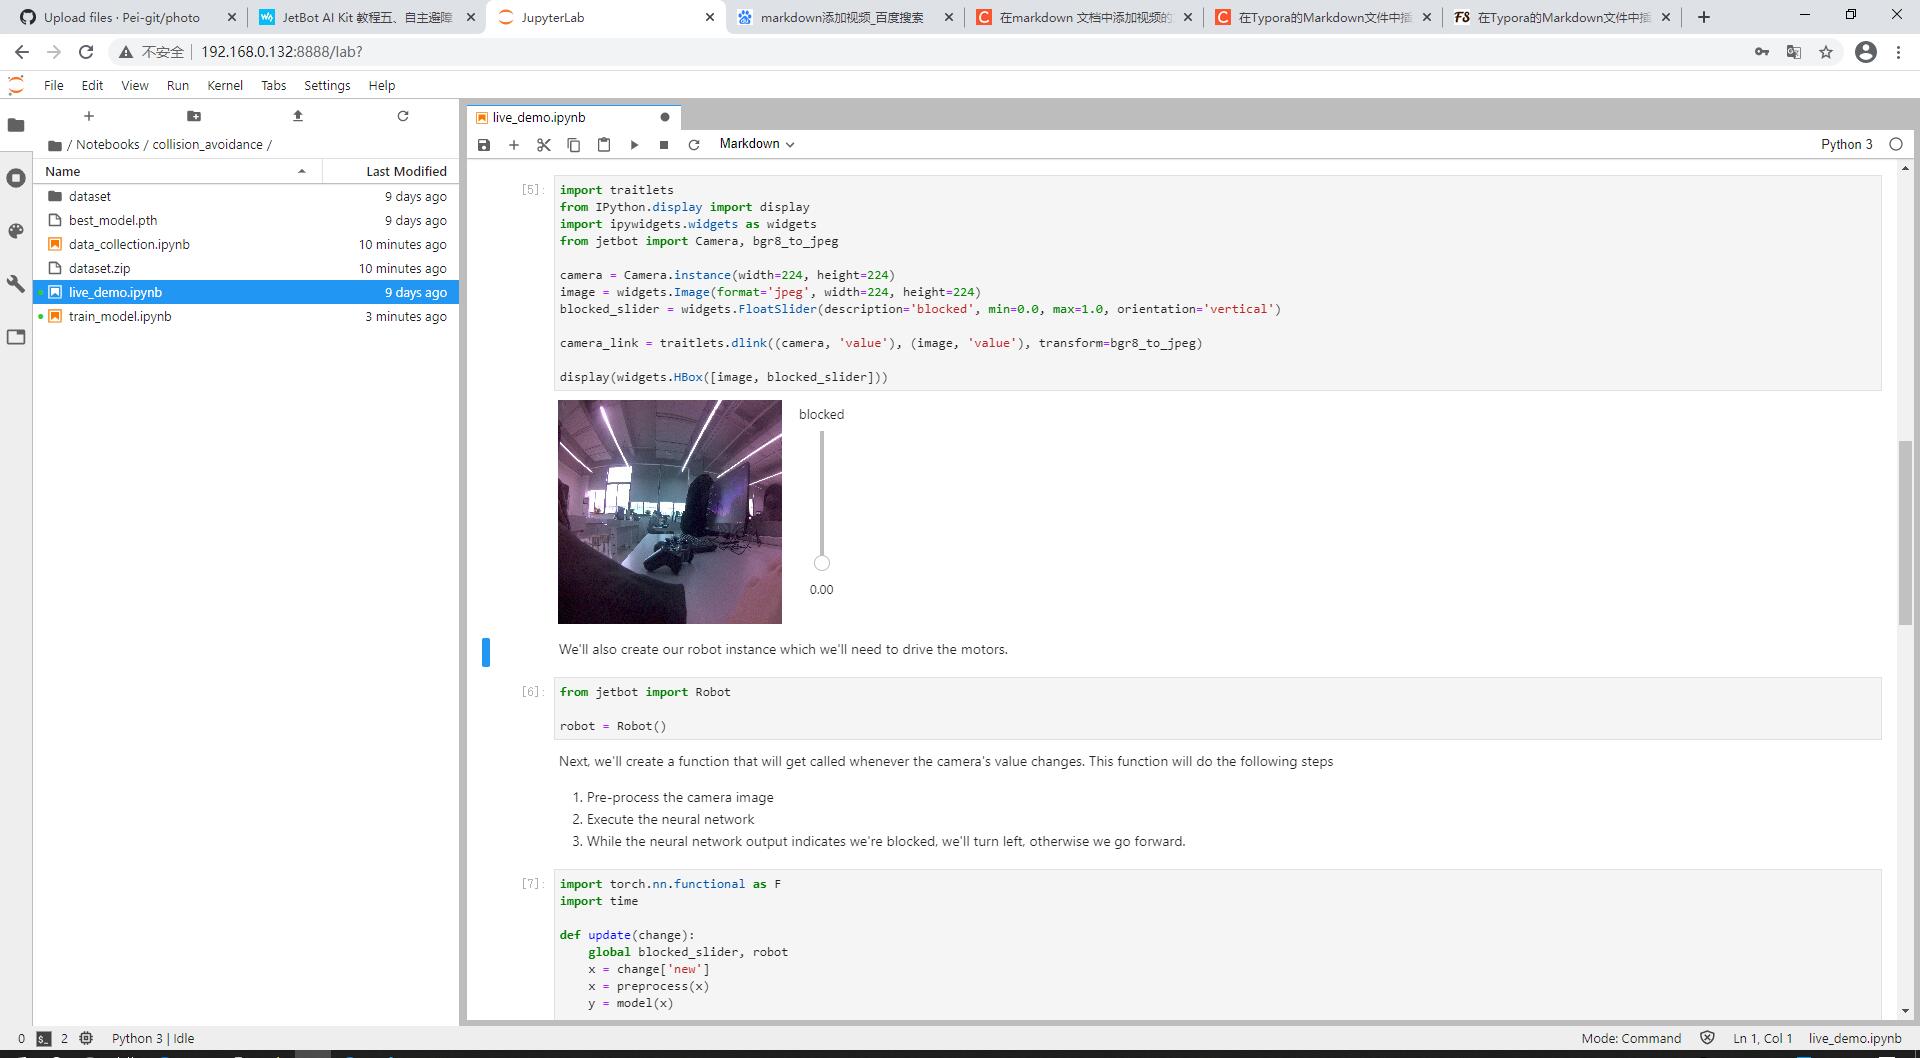 Upload files · Pei-git/photo
JetBot AI Kit 教程五、自主避障
JupyterLab
markdown添加视频_百度搜索
在markdown 文档中添加视频的
在Typora的Markdown文件中插
在Typora的Markdown文件中插
不安全
192.168.0.132:8888/lab?
File Edit View Run Kernel Tabs Settings Help
/ Notebooks / collision_avoidance /
Name Last Modified
dataset 9 days ago
best_model.pth 9 days ago
data_collection.ipynb 10 minutes ago
dataset.zip 10 minutes ago
live_demo.ipynb 9 days ago
train_model.ipynb 3 minutes ago
live_demo.ipynb
Markdown
Python 3
[5]:
import traitlets
from IPython.display import display
import ipywidgets.widgets as widgets
from jetbot import Camera, bgr8_to_jpeg
camera = Camera.instance(width=224, height=224)
image = widgets.Image(format='jpeg', width=224, height=224)
blocked_slider = widgets.FloatSlider(description='blocked', min=0.0, max=1.0, orientation='vertical')
camera_link = traitlets.dlink((camera, 'value'), (image, 'value'), transform=bgr8_to_jpeg)
display(widgets.HBox([image, blocked_slider]))
blocked
0.00
We'll also create our robot instance which we'll need to drive the motors.
[6]:
from jetbot import Robot
robot = Robot()
Next, we'll create a function that will get called whenever the camera's value changes. This function will do the following steps
1. Pre-process the camera image
2. Execute the neural network
3. While the neural network output indicates we're blocked, we'll turn left, otherwise we go forward.
[7]:
import torch.nn.functional as F
import time
def update(change):
global blocked_slider, robot
x = change['new']
x = preprocess(x)
y = model(x)
0 2 Python 3 | Idle
Mode: Command Ln 1, Col 1 live_demo.ipynb